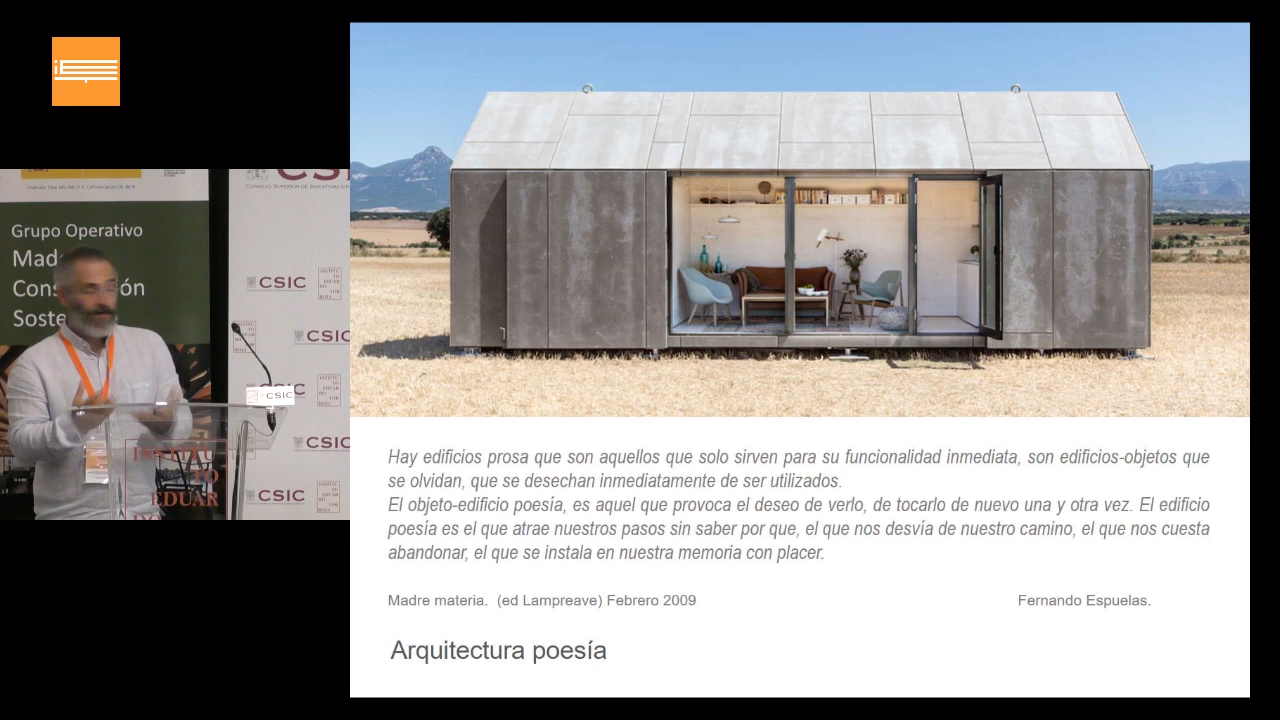 Grupo Operativo
CSIC
CSIC
CSIC
CSIC
CSIC
INSTITU
TO
EDUAR
Hay edificios prosa que son aquellos que solo sirven para su funcionalidad inmediata, son edificios-objetos que
se olvidan, que se desechan inmediatamente de ser utilizados.
El objeto-edificio poesía, es aquel que provoca el deseo de verlo, de tocarlo de nuevo una y otra vez. El edificio
poesía es el que atrae nuestros pasos sin saber por que, el que nos desvía de nuestro camino, el que nos cuesta
abandonar, el que se instala en nuestra memoria con placer.
Madre materia. (ed Lampreave) Febrero 2009
Fernando Espuelas.
Arquitectura poesía